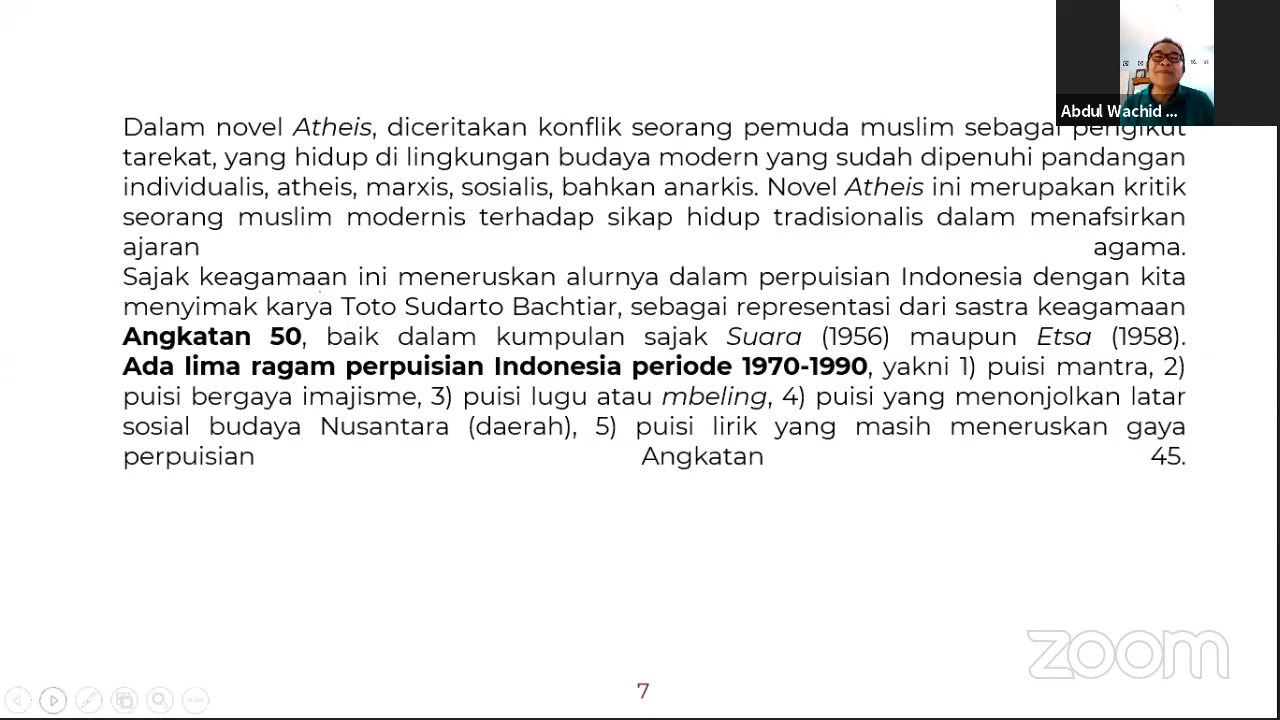 Abdul Wachid ...
Dalam novel Atheis, diceritakan konflik seorang pemuda muslim sebagai pengikut
tarekat, yang hidup di lingkungan budaya modern yang sudah dipenuhi pandangan
individualis, atheis, marxis, sosialis, bahkan anarkis. Novel Atheis ini merupakan kritik
seorang muslim modernis terhadap sikap hidup tradisionalis dalam menafsirkan
ajaran agama.
Sajak keagamaan ini meneruskan alurnya dalam perpuisian Indonesia dengan kita
menyimak karya Toto Sudarto Bachtiar, sebagai representasi dari sastra keagamaan
Angkatan 50, baik dalam kumpulan sajak Suara (1956) maupun Etsa (1958).
Ada lima ragam perpuisian Indonesia periode 1970-1990, yakni 1) puisi mantra, 2)
puisi bergaya imajisme, 3) puisi lugu atau mbeling, 4) puisi yang menonjolkan latar
sosial budaya Nusantara (daerah), 5) puisi lirik yang masih meneruskan gaya
perpuisian Angkatan 45.
zoom
7